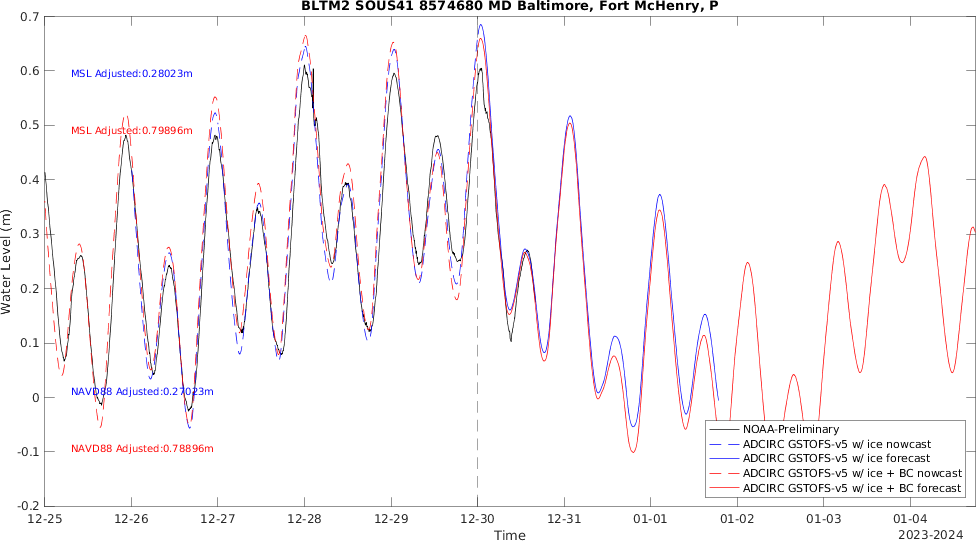 BLTM2 SOUS41 8574680 MD Baltimore, Fort McHenry, P
0.7
0.6
0.5
0.4
0.3
0.2
0.1
0
-0.1
-0.2
Water Level (m)
MSL Adjusted:0.28023m
MSL Adjusted:0.79896m
NAVD88 Adjusted:0.27023m
NAVD88 Adjusted:0.78896m
NOAA-Preliminary
ADCIRC GSTOFS-v5 w/ ice nowcast
ADCIRC GSTOFS-v5 w/ ice forecast
ADCIRC GSTOFS-v5 w/ ice + BC nowcast
ADCIRC GSTOFS-v5 w/ ice + BC forecast
12-25 12-26 12-27 12-28 12-29 12-30 12-31 01-01 01-02 01-03 01-04
Time
2023-2024